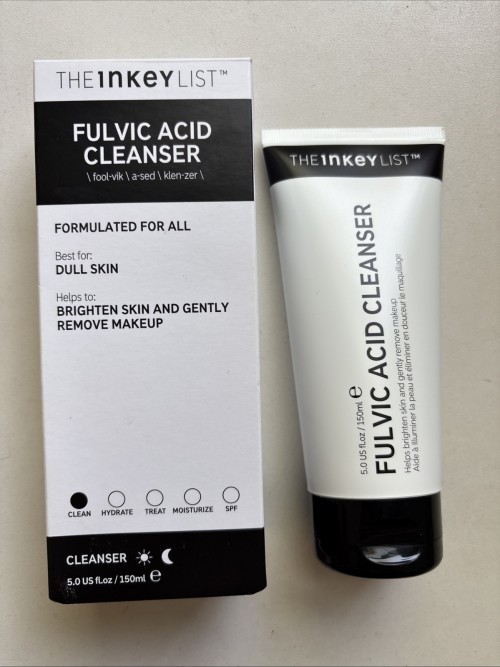 THE INKEY LIST™
FULVIC ACID
CLEANSER
\ fool-vik \ a-sed \ klen-zer \
FORMULATED FOR ALL
Best for:
DULL SKIN
Helps to:
BRIGHTEN SKIN AND GENTLY
REMOVE MAKEUP
CLEAN HYDRATE TREAT MOISTURIZE SPF
CLEANSER
5.0 US fl.oz / 150ml e
THE INKEY LIST™
5.0 US fl.oz / 150ml e
FULVIC ACID CLEANSER
Helps brighten skin and gently remove makeup
Aide à illuminer la peau et éliminer en douceur le maquillage